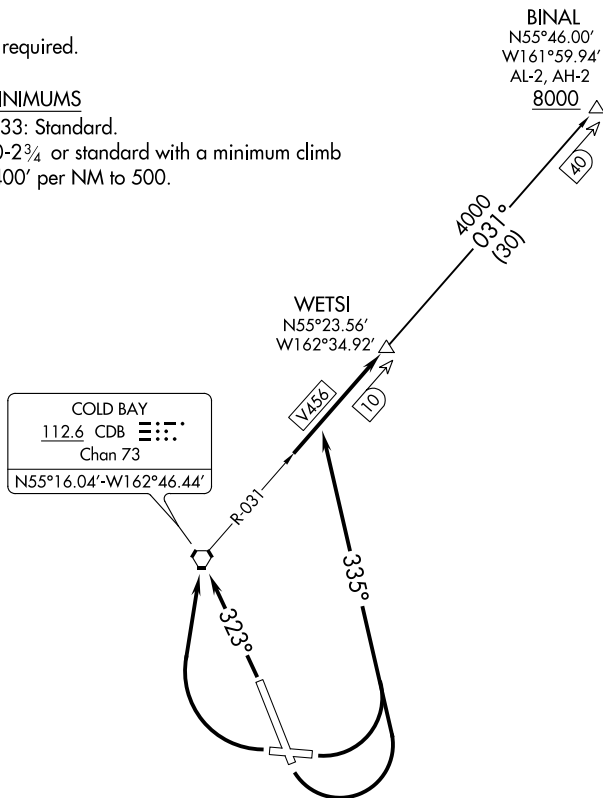 required.
NIMUMS
33: Standard.
0-2¾ or standard with a minimum climb
400' per NM to 500.
BINAL
N55°46.00'
W161°59.94'
AL-2, AH-2
8000
40
4000
031°
(30)
WETSI
N55°23.56'
W162°34.92'
10
V456
COLD BAY
112.6 CDB
Chan 73
N55°16.04'-W162°46.44'
R-031
335°
323°